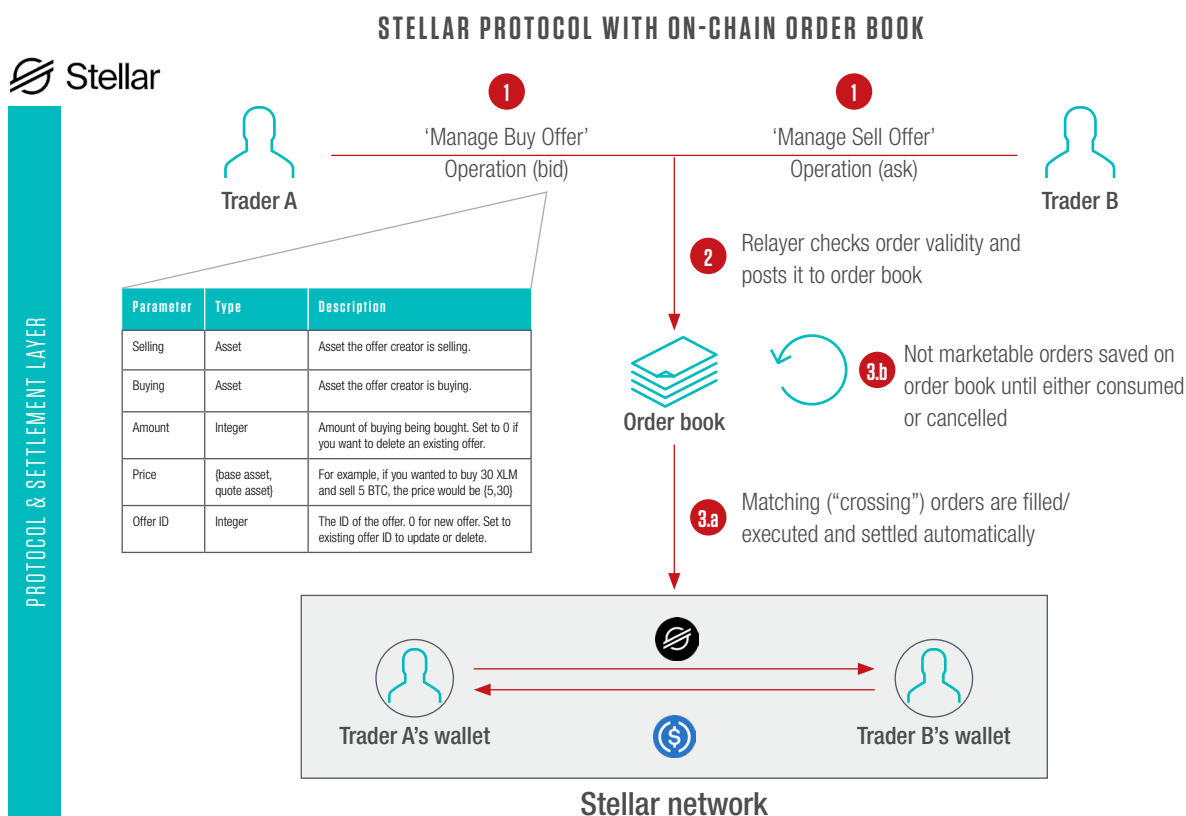 STELLAR PROTOCOL WITH ON-CHAIN ORDER BOOK
Stellar
PROTOCOL & SETTLEMENT LAYER
1
'Manage Buy Offer'
Operation (bid)
1
'Manage Sell Offer'
Operation (ask)
Trader A
Trader B
2
Relayer checks order validity and
posts it to order book
Parameter Type Description
Selling Asset Asset the offer creator is selling.
Buying Asset Asset the offer creator is buying.
Amount Integer Amount of buying being bought. Set to 0 if
you want to delete an existing offer.
Price {base asset, For example, if you wanted to buy 30 XLM
quote asset} and sell 5 BTC, the price would be {5,30}
Offer ID Integer The ID of the offer. 0 for new offer. Set to
existing offer ID to update or delete.
Order book
3.b
Not marketable orders saved on
order book until either consumed
or cancelled
3.a
Matching ("crossing") orders are filled/
executed and settled automatically
Trader A's wallet
$
Trader B's wallet
Stellar network